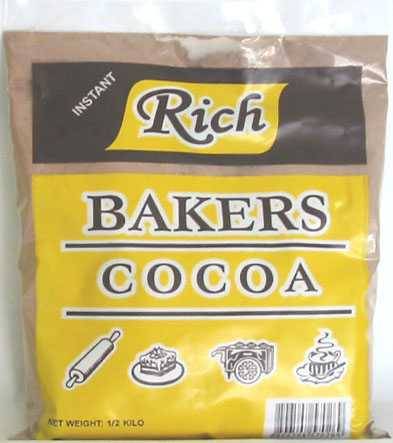 INSTANT
Rich
BAKERS
COCOA
NET WEIGHT: 1/2 KILO